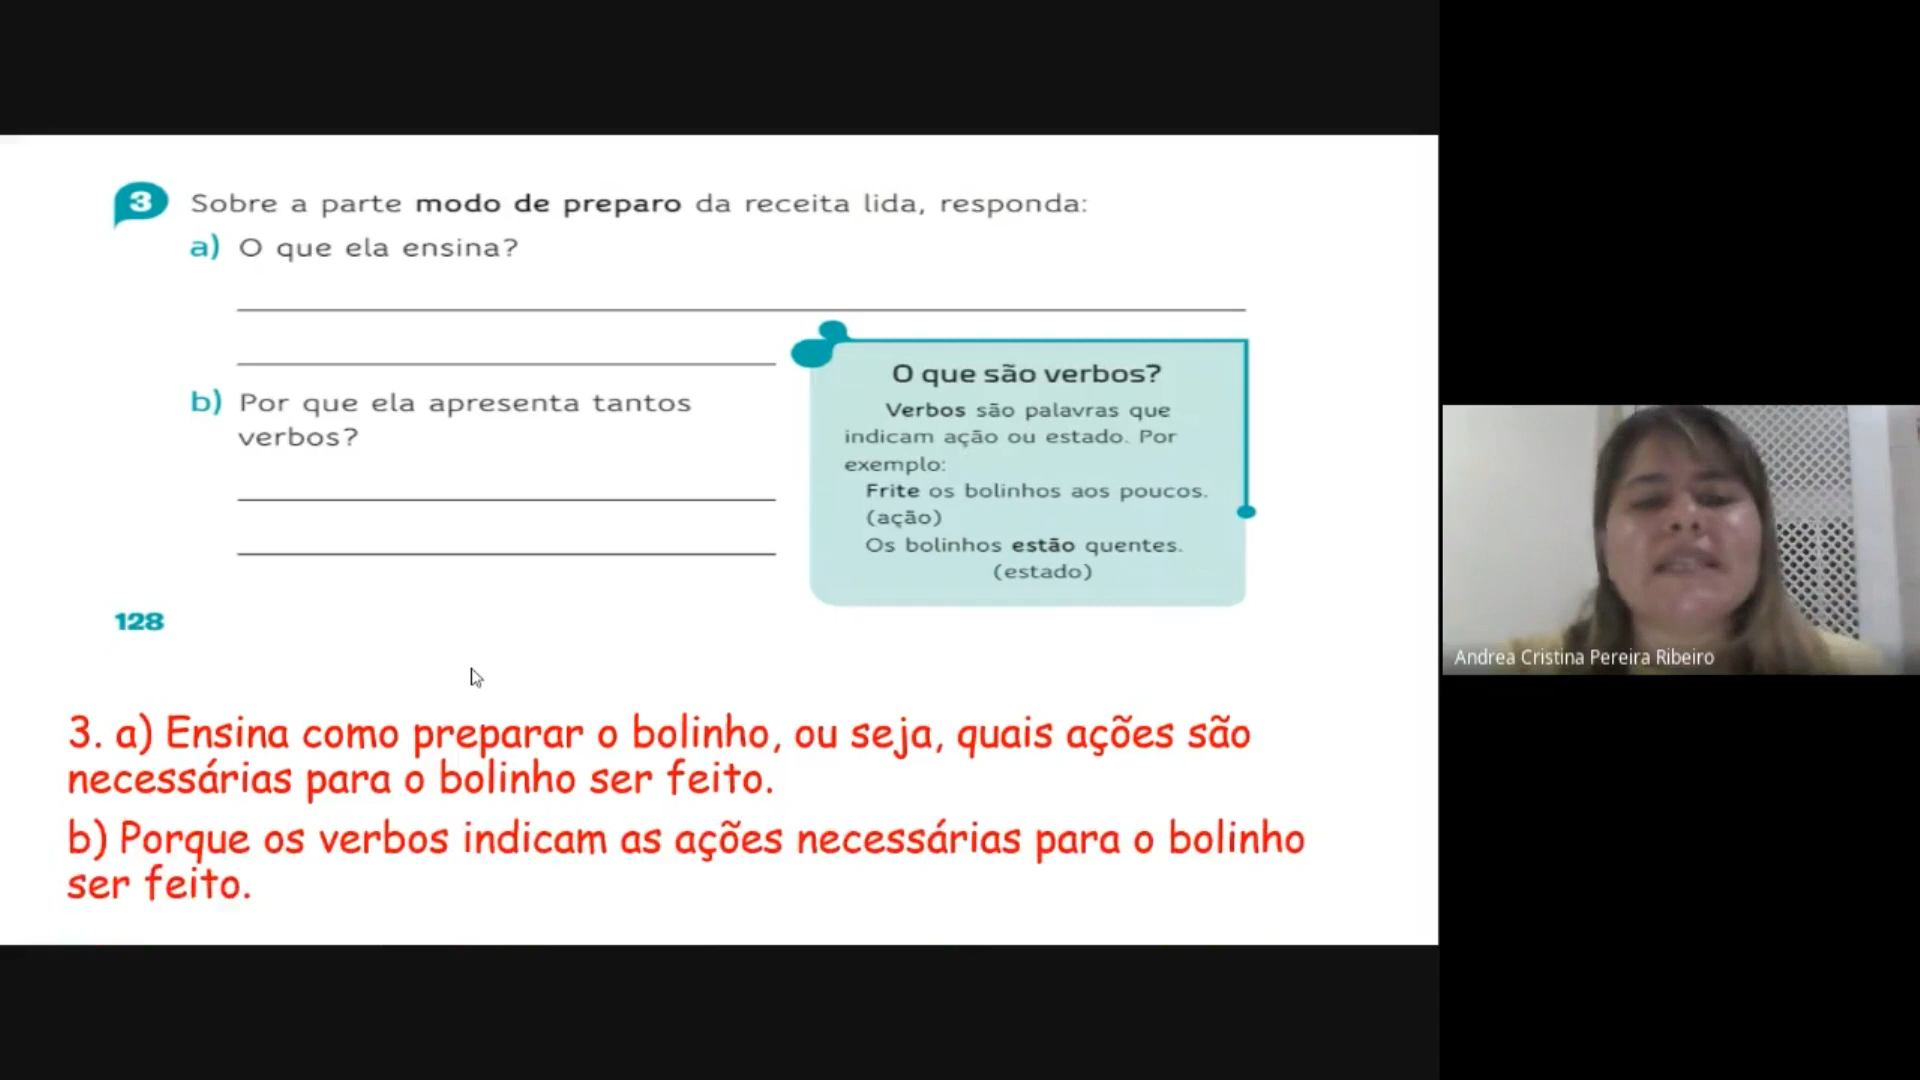 3 Sobre a parte modo de preparo da receita lida, responda:
a) O que ela ensina?
b) Por que ela apresenta tantos
verbos?
O que são verbos?
Verbos são palavras que
indicam ação ou estado. Por
exemplo:
Frite os bolinhos aos poucos.
(ação)
Os bolinhos estão quentes.
(estado)
128
3. a) Ensina como preparar o bolinho, ou seja, quais ações são
necessárias para o bolinho ser feito.
b) Porque os verbos indicam as ações necessárias para o bolinho
ser feito.
Andrea Cristina Pereira Ribeiro